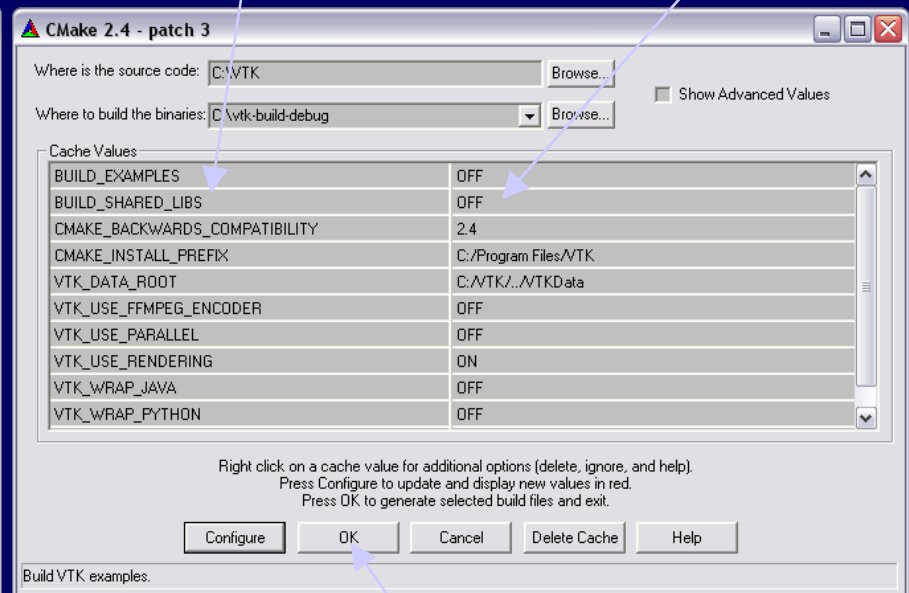 CMake 2.4 - patch 3
Where is the source code: C:\VTK Browse...
Show Advanced Values
Where to build the binaries: C:\vtk-build-debug Browse...
Cache Values
BUILD_EXAMPLES OFF
BUILD_SHARED_LIBS OFF
CMAKE_BACKWARDS_COMPATIBILITY 2.4
CMAKE_INSTALL_PREFIX C:/Program Files/VTK
VTK_DATA_ROOT C:/VTK/../VTKData
VTK_USE_FFMPEG_ENCODER OFF
VTK_USE_PARALLEL OFF
VTK_USE_RENDERING ON
VTK_WRAP_JAVA OFF
VTK_WRAP_PYTHON OFF
Right click on a cache value for additional options (delete, ignore, and help).
Press Configure to update and display new values in red.
Press OK to generate selected build files and exit.
Configure OK Cancel Delete Cache Help
Build VTK examples.